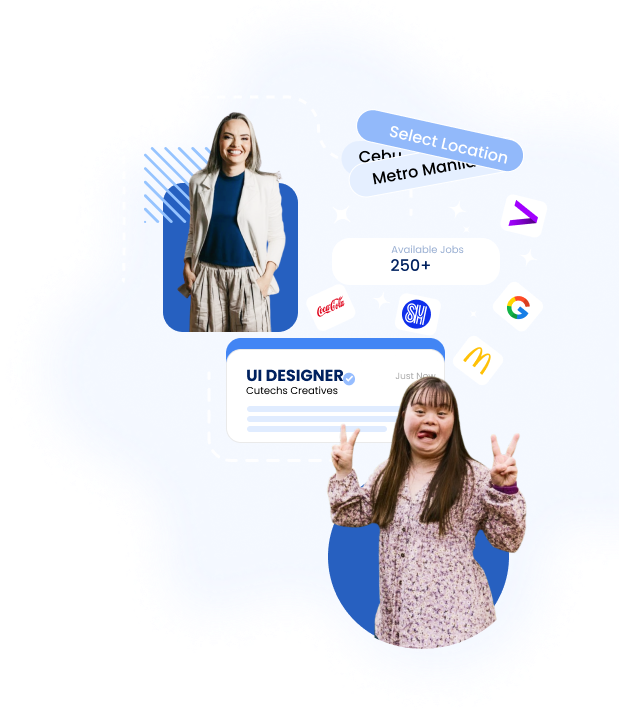 Select Location
Cebu
Metro Manila
Available Jobs
250+
Coca-Cola
SM
G
M
UI DESIGNER
Just Now
Cutechs Creatives